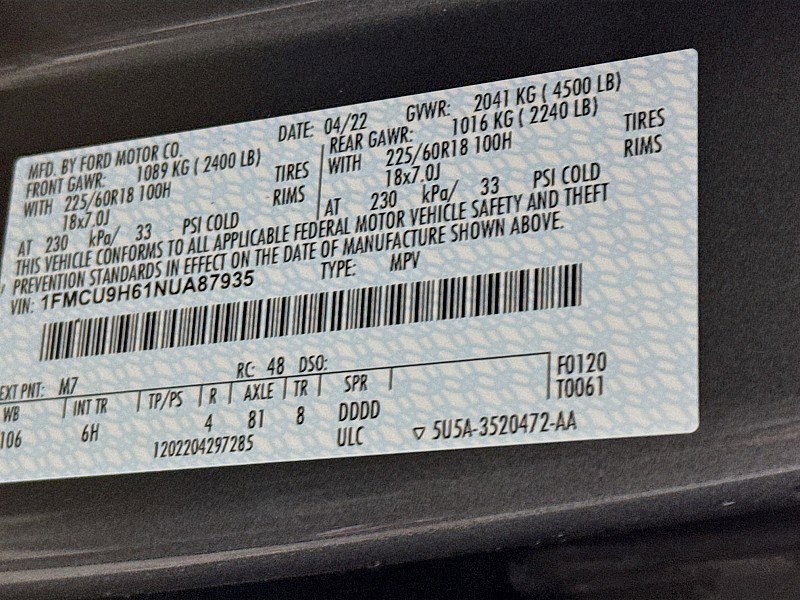 MFD. BY FORD MOTOR CO. DATE: 04/22 GVWR: 2041 KG ( 4500 LB)
FRONT GAWR: 1089 KG ( 2400 LB) REAR GAWR: 1016 KG ( 2240 LB)
WITH 225/60R18 100H TIRES WITH 225/60R18 100H TIRES
18x7.0J RIMS 18x7.0J RIMS
AT 230 kPa/ 33 PSI COLD AT 230 kPa/ 33 PSI COLD
THIS VEHICLE CONFORMS TO ALL APPLICABLE FEDERAL MOTOR VEHICLE SAFETY AND THEFT
PREVENTION STANDARDS IN EFFECT ON THE DATE OF MANUFACTURE SHOWN ABOVE.
VIN: 1FMCU9H61NUA87935 TYPE: MPV
EXT PNT: M7 RC: 48 DSO: F0120
WB INT TR TP/PS R AXLE TR SPR T0061
106 6H 4 81 8 DDDD
1202204297285 ULC ▽ 5U5A-3520472-AA